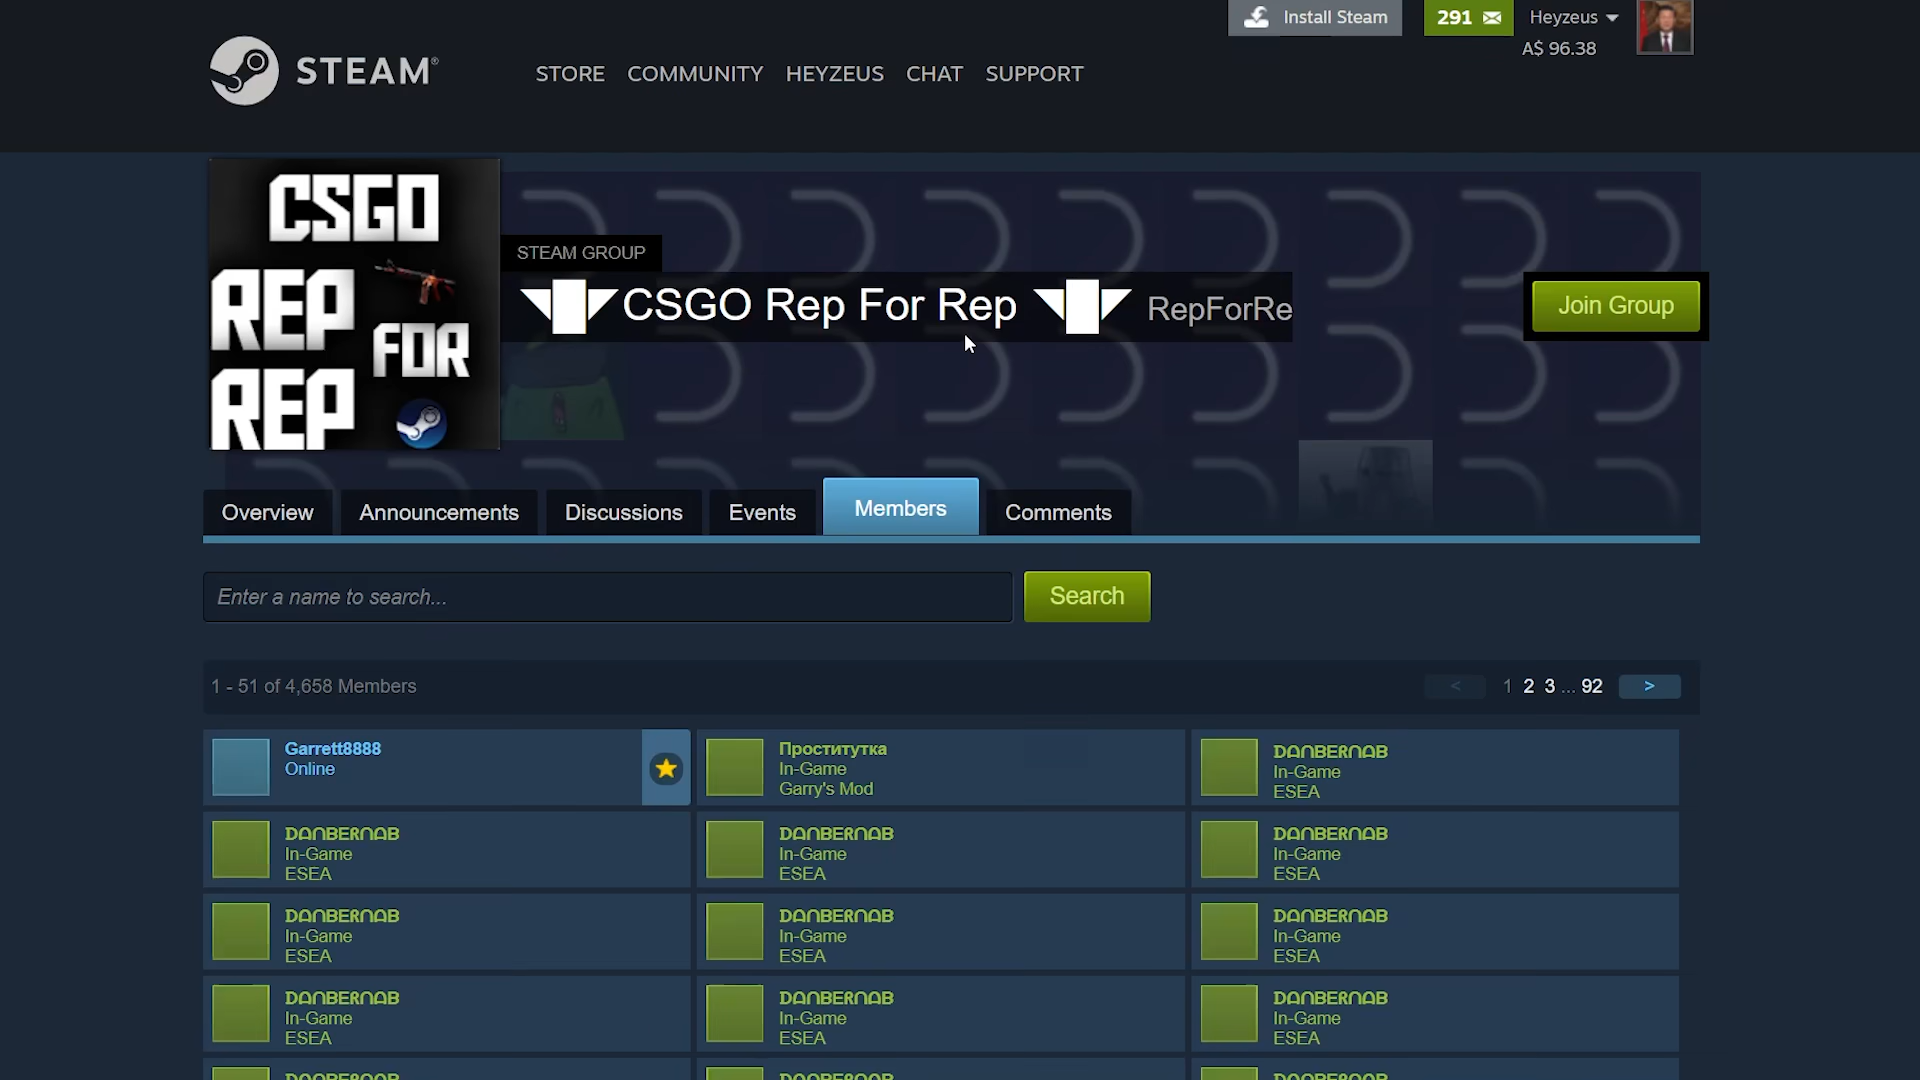 Install Steam
291
Heyzeus
A$ 96.38
STEAM®
STORE COMMUNITY HEYZEUS CHAT SUPPORT
CSGO
REP
FOR
REP
STEAM GROUP
CSGO Rep For Rep
RepForRe
Join Group
Overview
Announcements
Discussions
Events
Members
Comments
Enter a name to search...
Search
1 - 51 of 4,658 Members
< 1 2 3 ... 92 >
Garrett8888
Online
Проститутка
In-Game
Garry's Mod
DANBERNAB
In-Game
ESEA
DANBERNAB
In-Game
ESEA
DANBERNAB
In-Game
ESEA
DANBERNAB
In-Game
ESEA
DANBERNAB
In-Game
ESEA
DANBERNAB
In-Game
ESEA
DANBERNAB
In-Game
ESEA
DANBERNAB
In-Game
ESEA
DANBERNAB
In-Game
ESEA
DANBERNAB
In-Game
ESEA